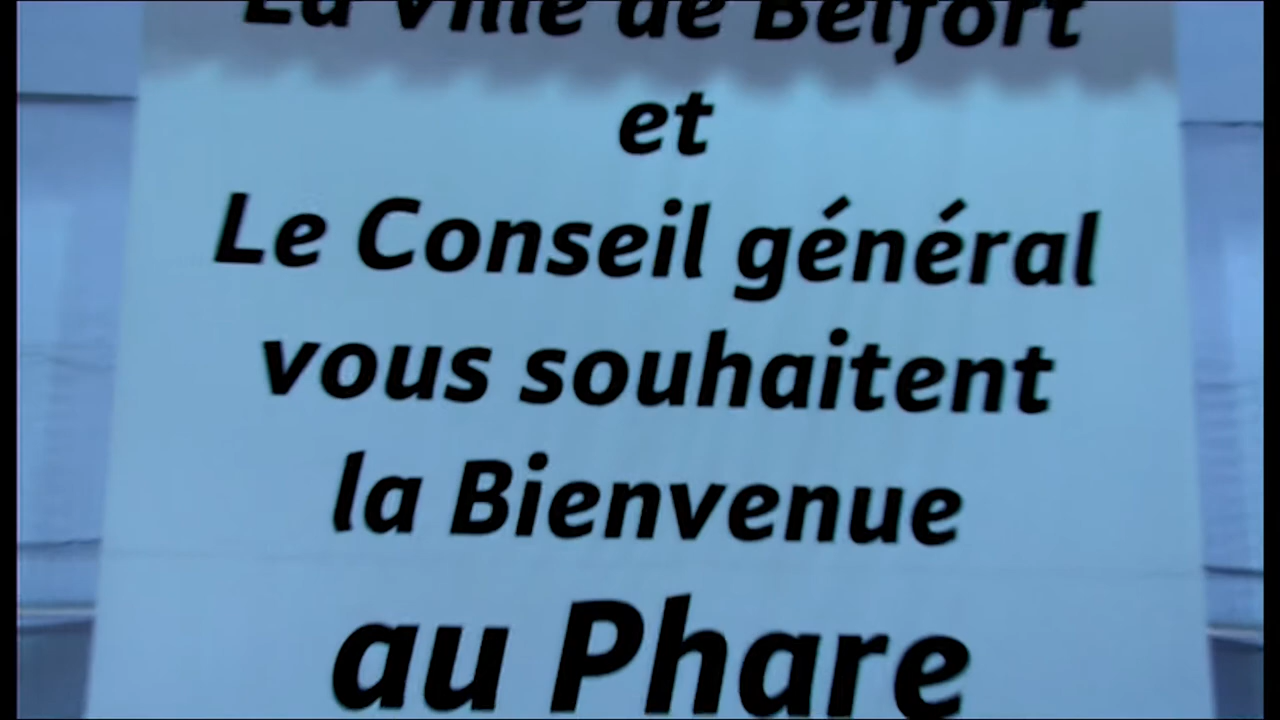 La Ville de Belfort
et
Le Conseil général
vous souhaitent
la Bienvenue
au Phare